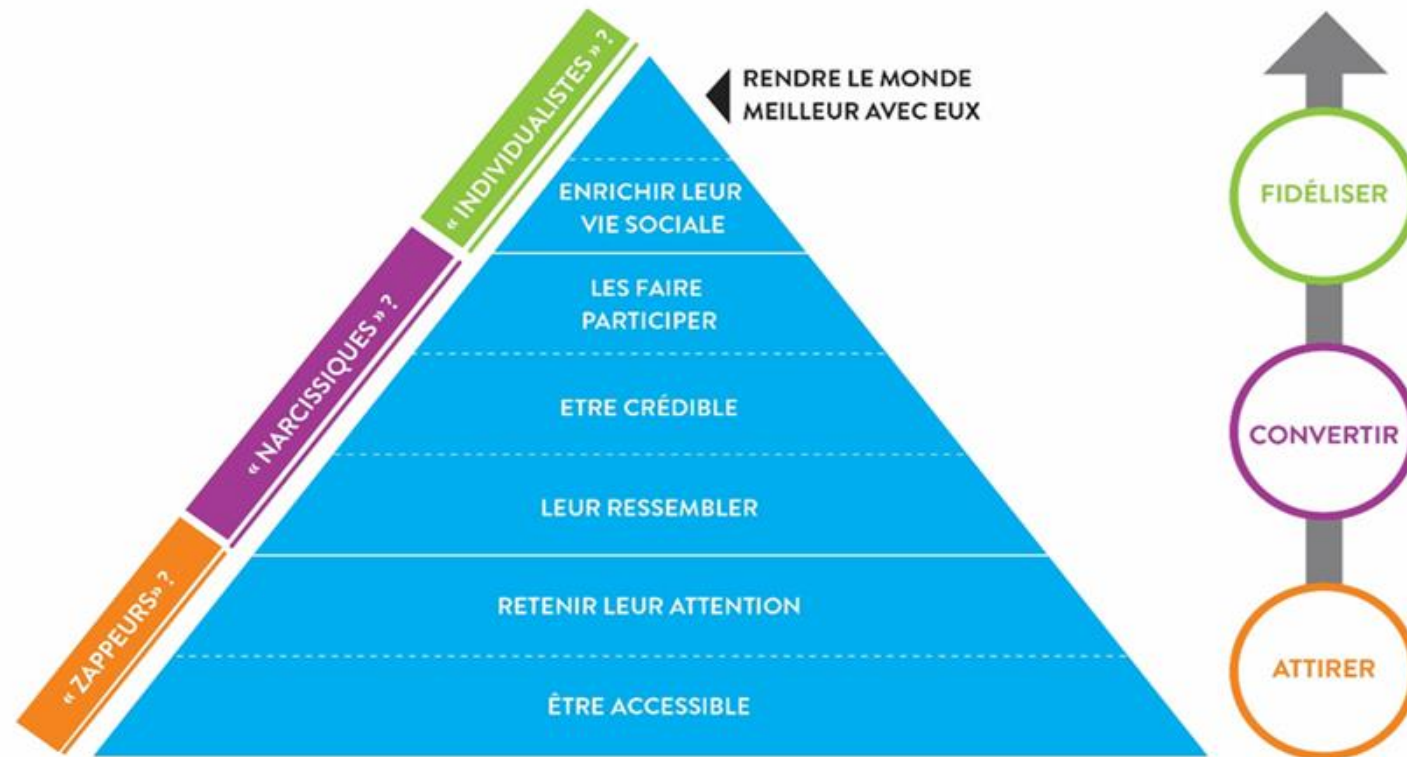 « INDIVIDUALISTES » ?
« NARCISSIQUES » ?
« ZAPPEURS» ?
RENDRE LE MONDE
MEILLEUR AVEC EUX
ENRICHIR LEUR
VIE SOCIALE
LES FAIRE
PARTICIPER
ETRE CRÉDIBLE
LEUR RESSEMBLER
RETENIR LEUR ATTENTION
ÊTRE ACCESSIBLE
FIDÉLISER
CONVERTIR
ATTIRER